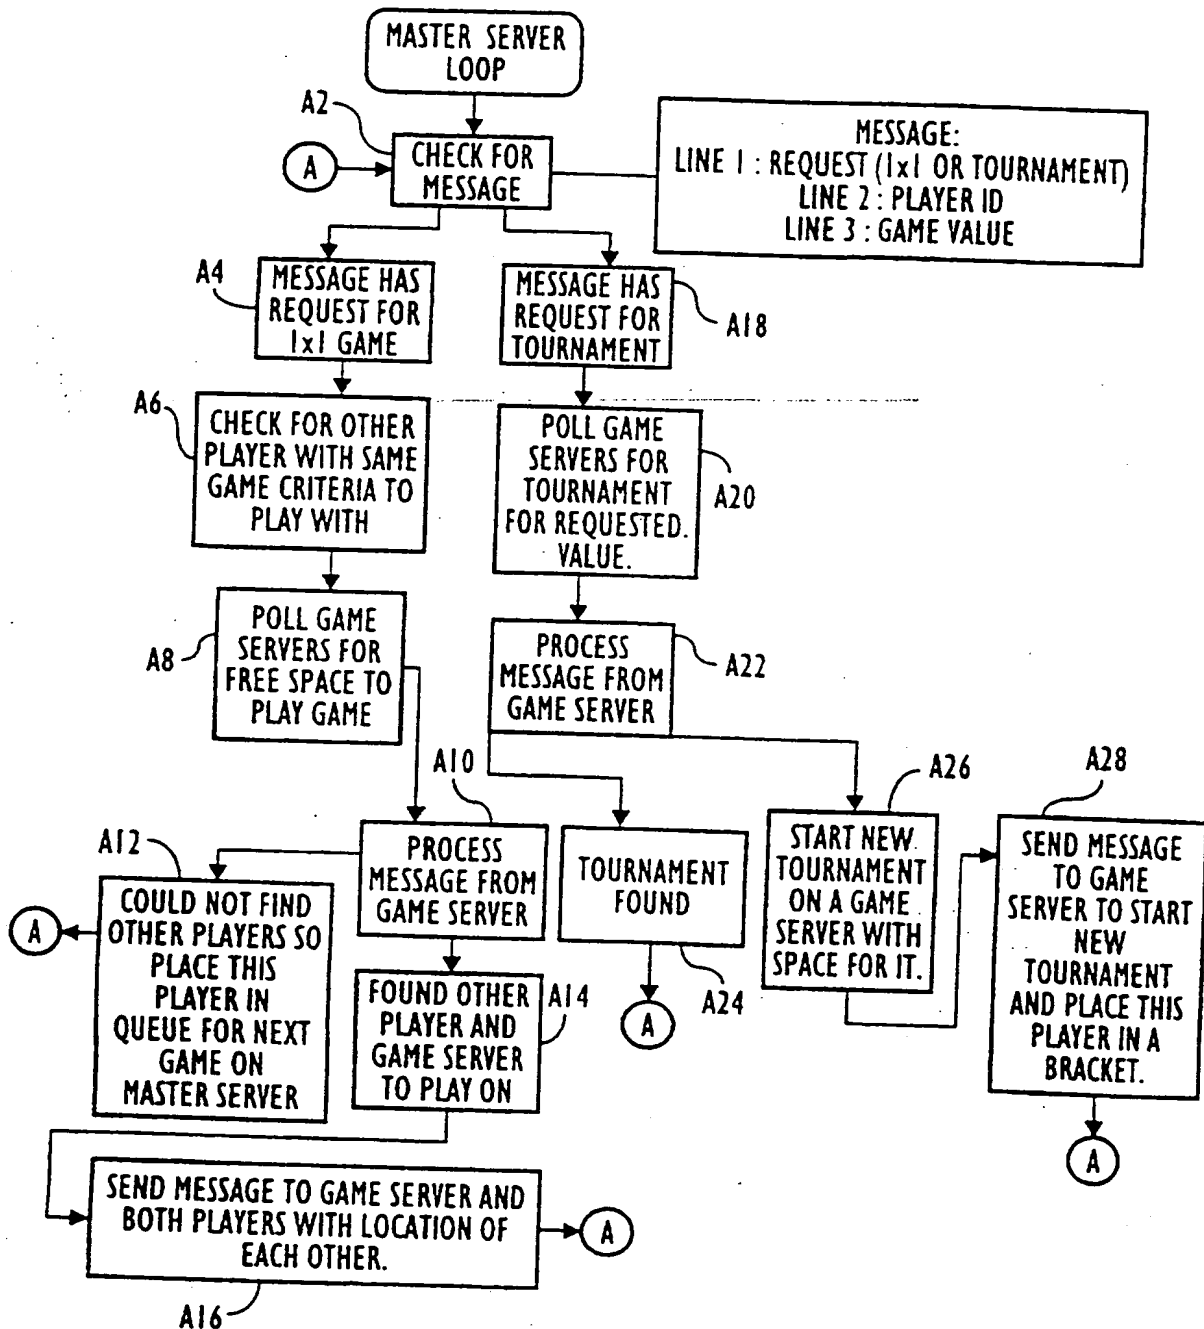 MASTER SERVER
LOOP
A2
A
CHECK FOR
MESSAGE
MESSAGE:
LINE 1 : REQUEST (1x1 OR TOURNAMENT)
LINE 2 : PLAYER ID
LINE 3 : GAME VALUE
A4
MESSAGE HAS
REQUEST FOR
1x1 GAME
MESSAGE HAS
REQUEST FOR
TOURNAMENT
A18
A6
CHECK FOR OTHER
PLAYER WITH SAME
GAME CRITERIA TO
PLAY WITH
POLL GAME
SERVERS FOR
TOURNAMENT
FOR REQUESTED.
VALUE.
A20
A8
POLL GAME
SERVERS FOR
FREE SPACE TO
PLAY GAME
PROCESS
MESSAGE FROM
GAME SERVER
A22
A10
PROCESS
MESSAGE FROM
GAME SERVER
A12
COULD NOT FIND
OTHER PLAYERS SO
PLACE THIS
PLAYER IN
QUEUE FOR NEXT
GAME ON
MASTER SERVER
A
FOUND OTHER
PLAYER AND
GAME SERVER
TO PLAY ON
A14
TOURNAMENT
FOUND
A24
A
A26
START NEW.
TOURNAMENT
ON A GAME
SERVER WITH
SPACE FOR IT.
A28
SEND MESSAGE
TO GAME
SERVER TO START
NEW
TOURNAMENT
AND PLACE THIS
PLAYER IN A
BRACKET.
A
SEND MESSAGE TO GAME SERVER AND
BOTH PLAYERS WITH LOCATION OF
EACH OTHER.
A
A16